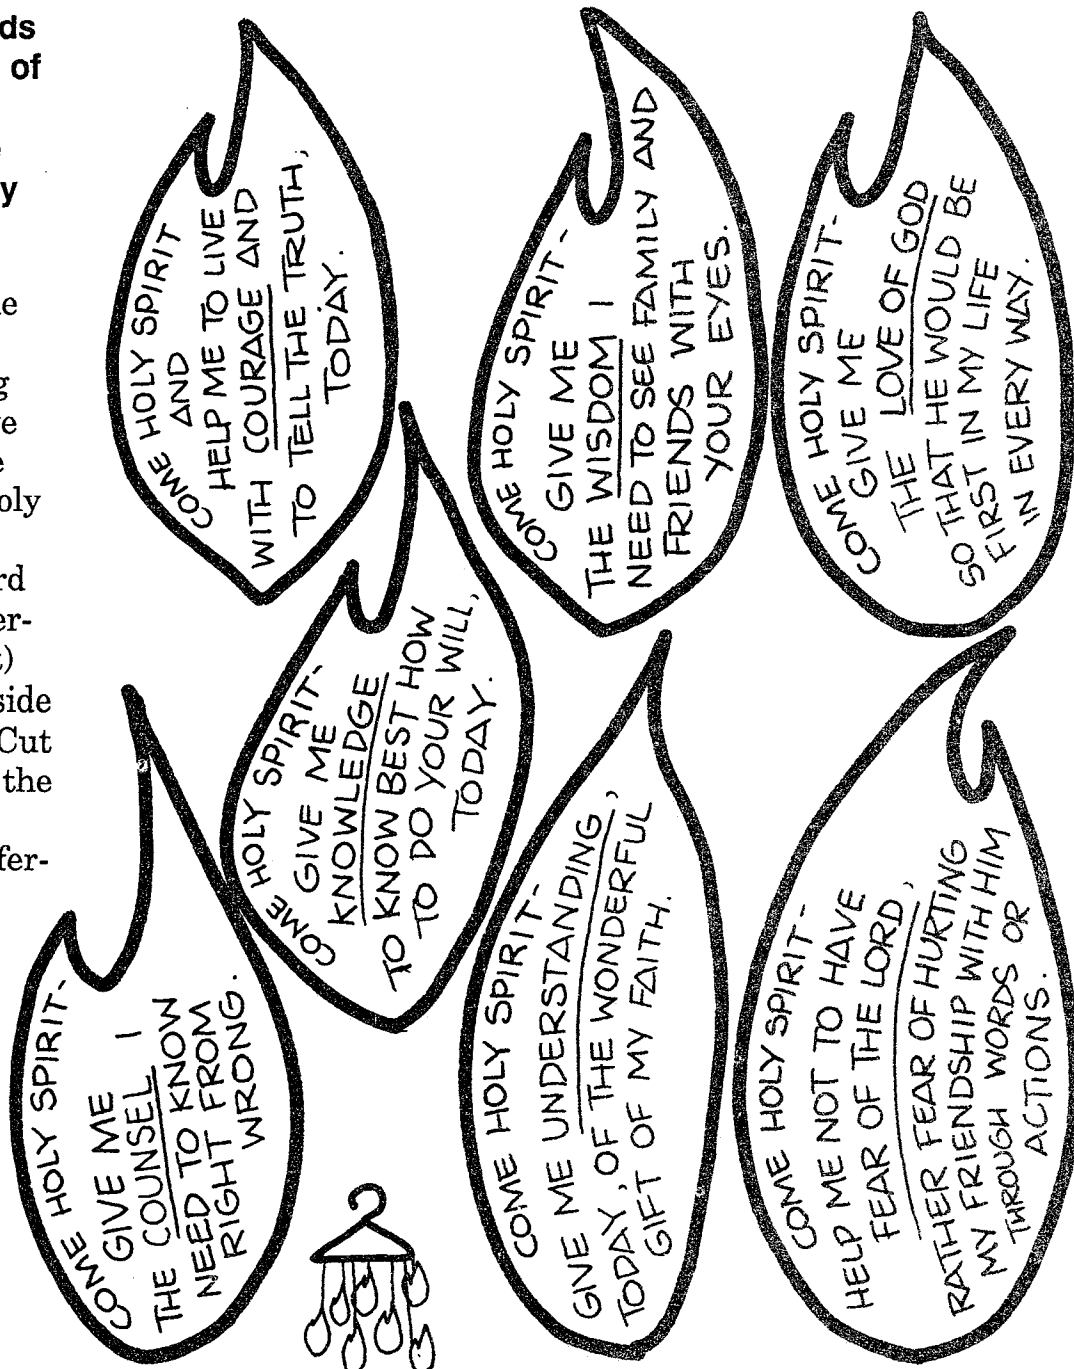 ds
of
y
le
g
ve
e
oly
rd
er-
t)
side
Cut
the
fer-
COME HOLY SPIRIT
AND
HELP ME TO LIVE
WITH COURAGE AND
TO TELL THE TRUTH,
TODAY.
COME HOLY SPIRIT-
GIVE ME
THE WISDOM I
NEED TO SEE FAMILY AND
FRIENDS WITH
YOUR EYES.
COME HOLY SPIRIT-
GIVE ME
THE LOVE OF GOD
SO THAT HE WOULD BE
FIRST IN MY LIFE
IN EVERY WAY.
COME HOLY SPIRIT-
GIVE ME
KNOWLEDGE
TO KNOW BEST HOW
TO DO YOUR WILL,
TODAY.
COME HOLY SPIRIT-
GIVE ME
THE COUNSEL I
NEED TO KNOW
RIGHT FROM
WRONG.
COME HOLY SPIRIT-
GIVE ME UNDERSTANDING,
TODAY, OF THE WONDERFUL
GIFT OF MY FAITH.
COME HOLY SPIRIT-
HELP ME NOT TO HAVE
FEAR OF THE LORD,
RATHER FEAR OF HURTING
MY FRIENDSHIP WITH HIM
THROUGH WORDS OR
ACTIONS.